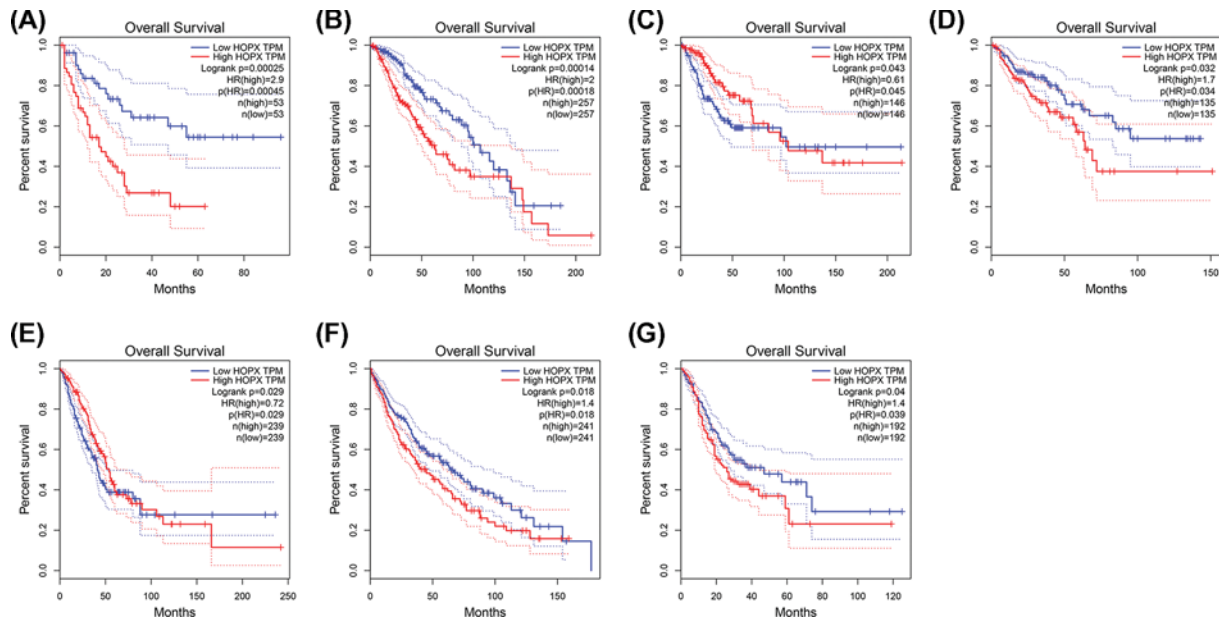 (A)
Overall Survival
Low HOPX TPM
High HOPX TPM
Logrank p=0.00025
HR(high)=2.9
p(HR)=0.00045
n(high)=53
n(low)=53
Percent survival
0.0 0.2 0.4 0.6 0.8 1.0
0 20 40 60 80
Months
(B)
Overall Survival
Low HOPX TPM
High HOPX TPM
Logrank p=0.00014
HR(high)=2
p(HR)=0.00018
n(high)=257
n(low)=257
Percent survival
0.0 0.2 0.4 0.6 0.8 1.0
0 50 100 150 200
Months
(C)
Overall Survival
Low HOPX TPM
High HOPX TPM
Logrank p=0.043
HR(high)=0.61
p(HR)=0.045
n(high)=146
n(low)=146
Percent survival
0.0 0.2 0.4 0.6 0.8 1.0
0 50 100 150 200
Months
(D)
Overall Survival
Low HOPX TPM
High HOPX TPM
Logrank p=0.032
HR(high)=1.7
p(HR)=0.034
n(high)=135
n(low)=135
Percent survival
0.0 0.2 0.4 0.6 0.8 1.0
0 50 100 150
Months
(E)
Overall Survival
Low HOPX TPM
High HOPX TPM
Logrank p=0.029
HR(high)=0.72
p(HR)=0.029
n(high)=239
n(low)=239
Percent survival
0.0 0.2 0.4 0.6 0.8 1.0
0 50 100 150 200 250
Months
(F)
Overall Survival
Low HOPX TPM
High HOPX TPM
Logrank p=0.018
HR(high)=1.4
p(HR)=0.018
n(high)=241
n(low)=241
Percent survival
0.0 0.2 0.4 0.6 0.8 1.0
0 50 100 150
Months
(G)
Overall Survival
Low HOPX TPM
High HOPX TPM
Logrank p=0.04
HR(high)=1.4
p(HR)=0.039
n(high)=192
n(low)=192
Percent survival
0.0 0.2 0.4 0.6 0.8 1.0
0 20 40 60 80 100 120
Months